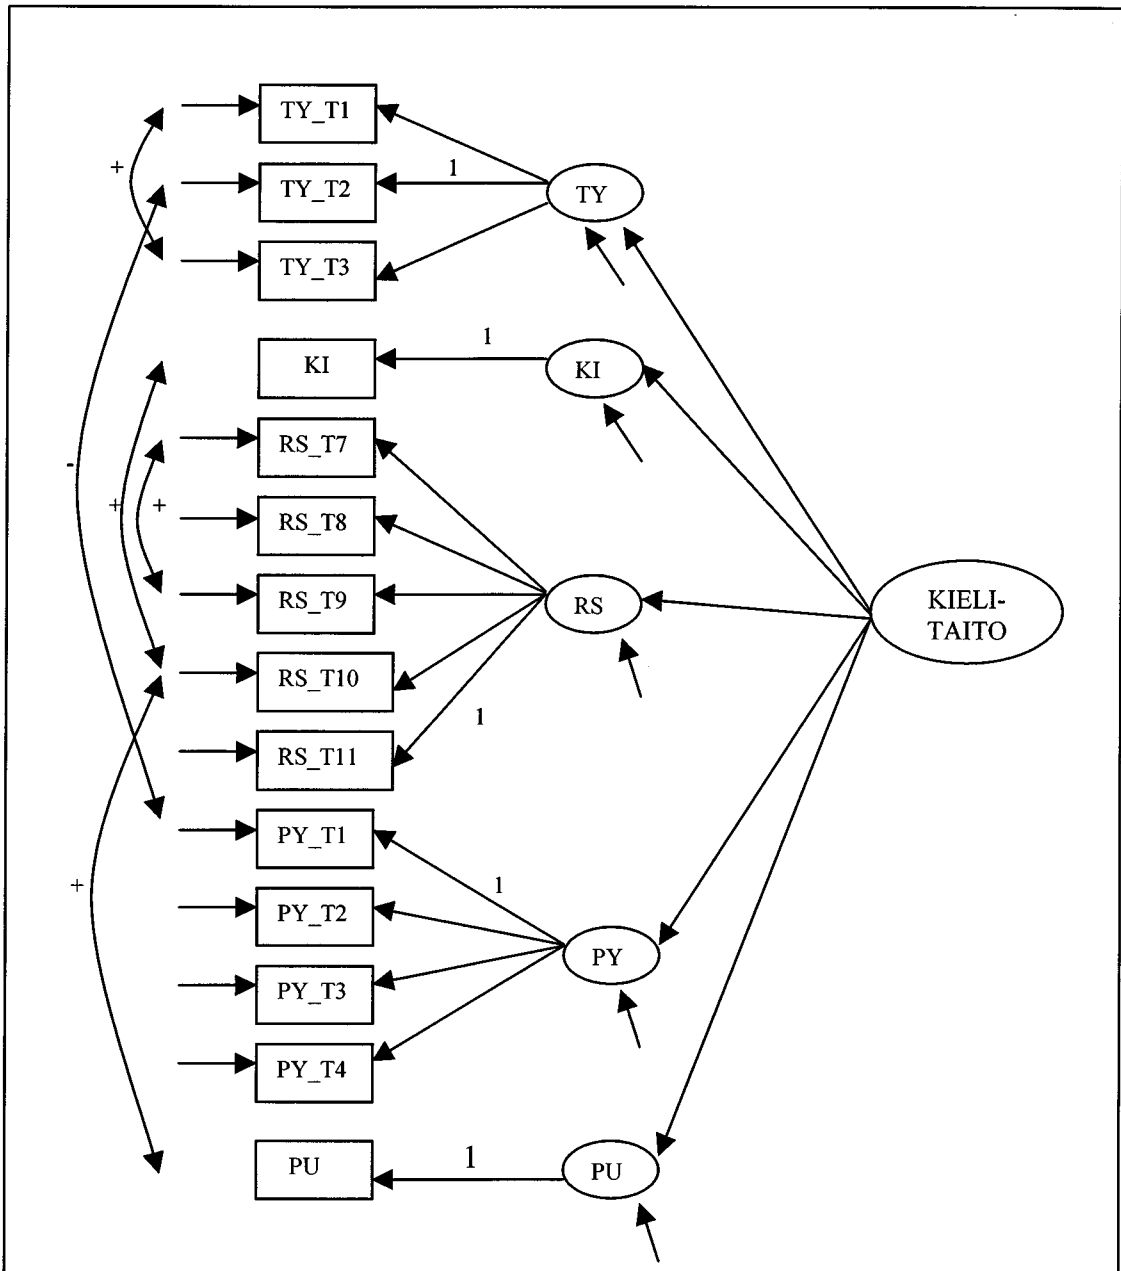 TY_T1
+
1
TY_T2
TY
TY_T3
1
KI
KI
RS_T7
-
+
+
RS_T8
RS_T9
RS
KIELI-
TAITO
RS_T10
1
RS_T11
PY_T1
+
1
PY_T2
PY
PY_T3
PY_T4
PU
1
PU